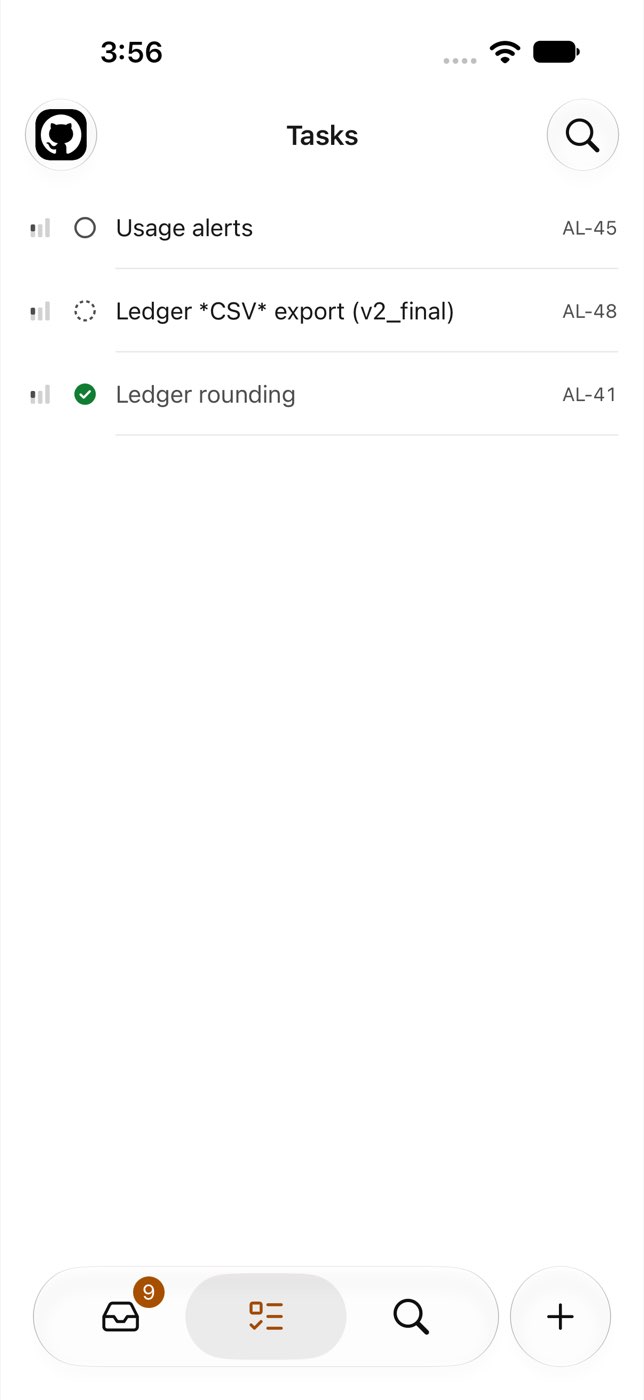 3:56
Tasks
Usage alerts AL-45
Ledger *CSV* export (v2_final) AL-48
Ledger rounding AL-41
9